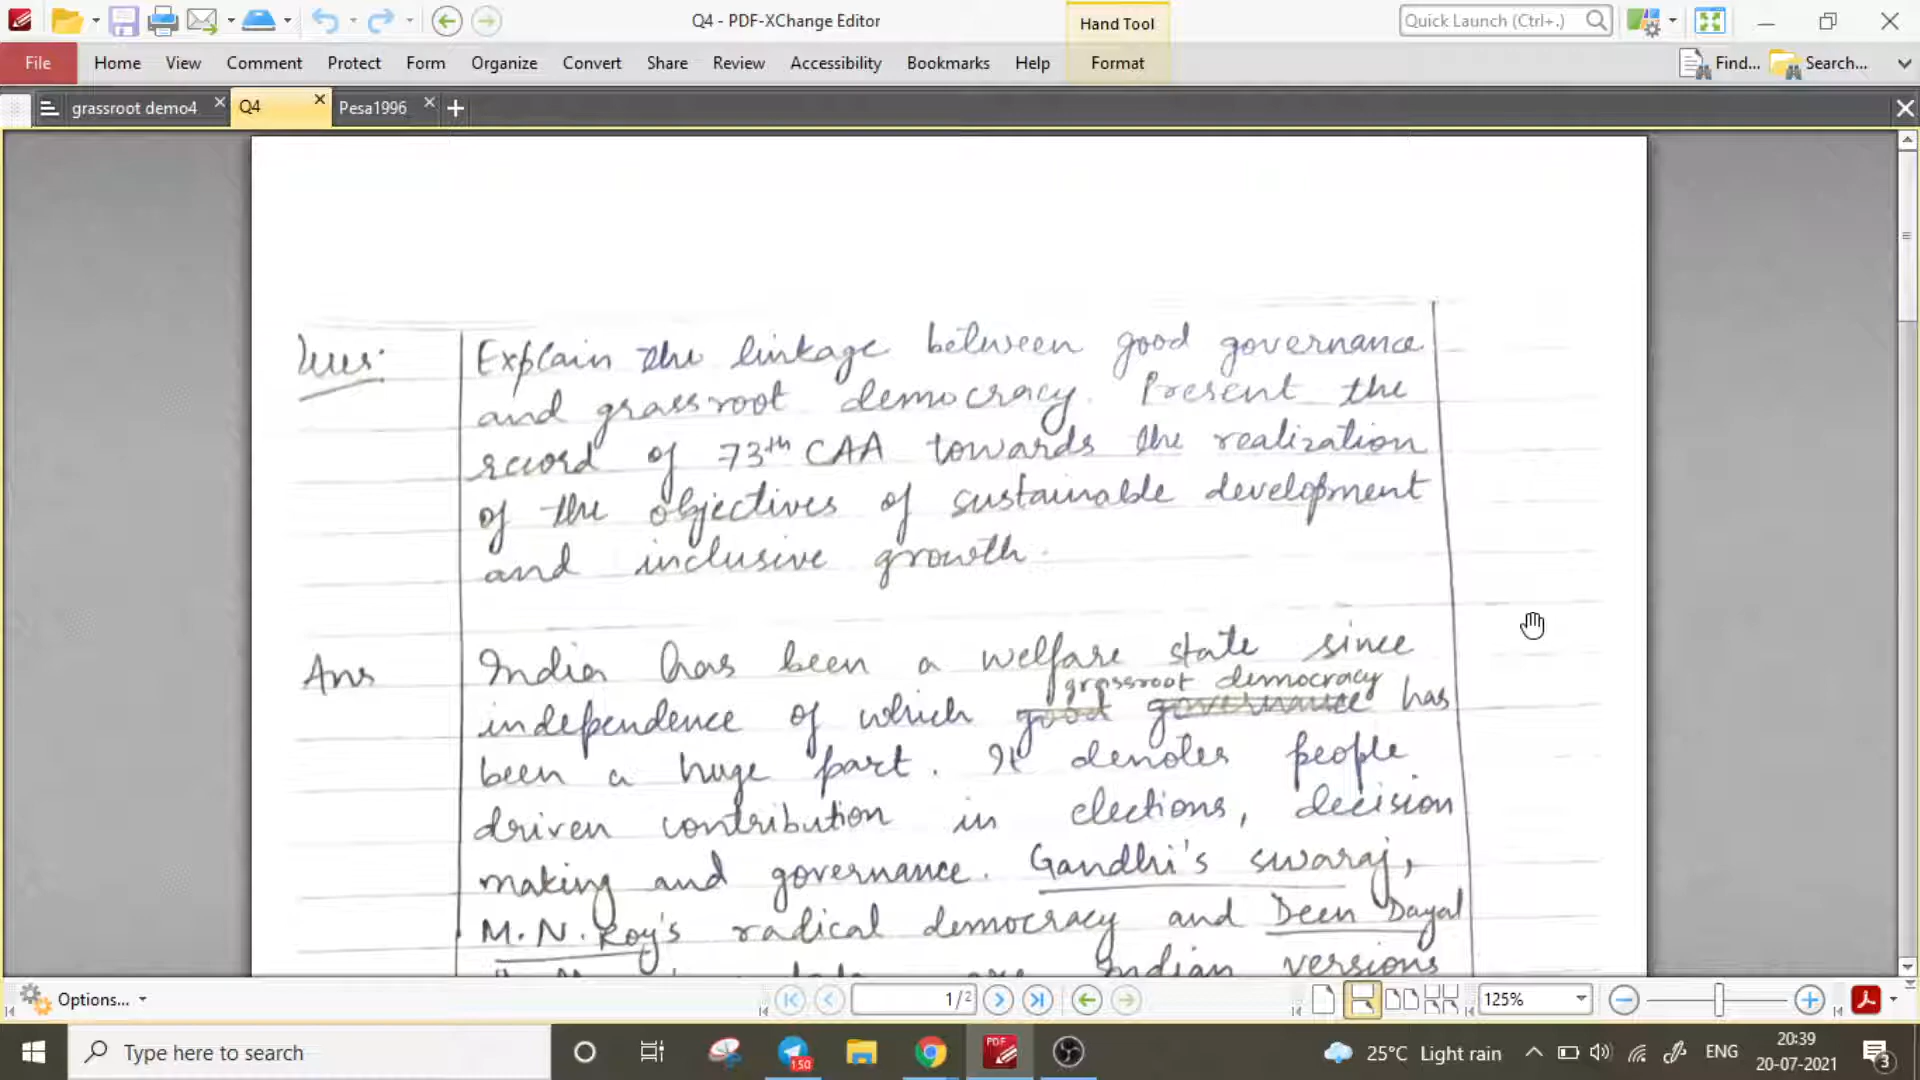 Q4 - PDF-XChange Editor
Hand Tool
Quick Launch (Ctrl+.)
File Home View Comment Protect Form Organize Convert Share Review Accessibility Bookmarks Help Format Find... Search...
grassroot demo4 Q4 Pesa1996
Ques: Explain the linkage between good governance
and grassroot democracy. Present the
record of 73th CAA towards the realization
of the objectives of sustainable development
and inclusive growth.
Ans India has been a welfare state since
grassroot democracy
independence of which good governance has
been a huge part. It denotes people
driven contribution in elections, decision
making and governance. Gandhi's swaraj,
M.N. Roy's radical democracy and Deen Dayal
Indian versions
Options... 1/2 125%
Type here to search
150
PDF
25°C Light rain
ENG
20:39
20-07-2021
3